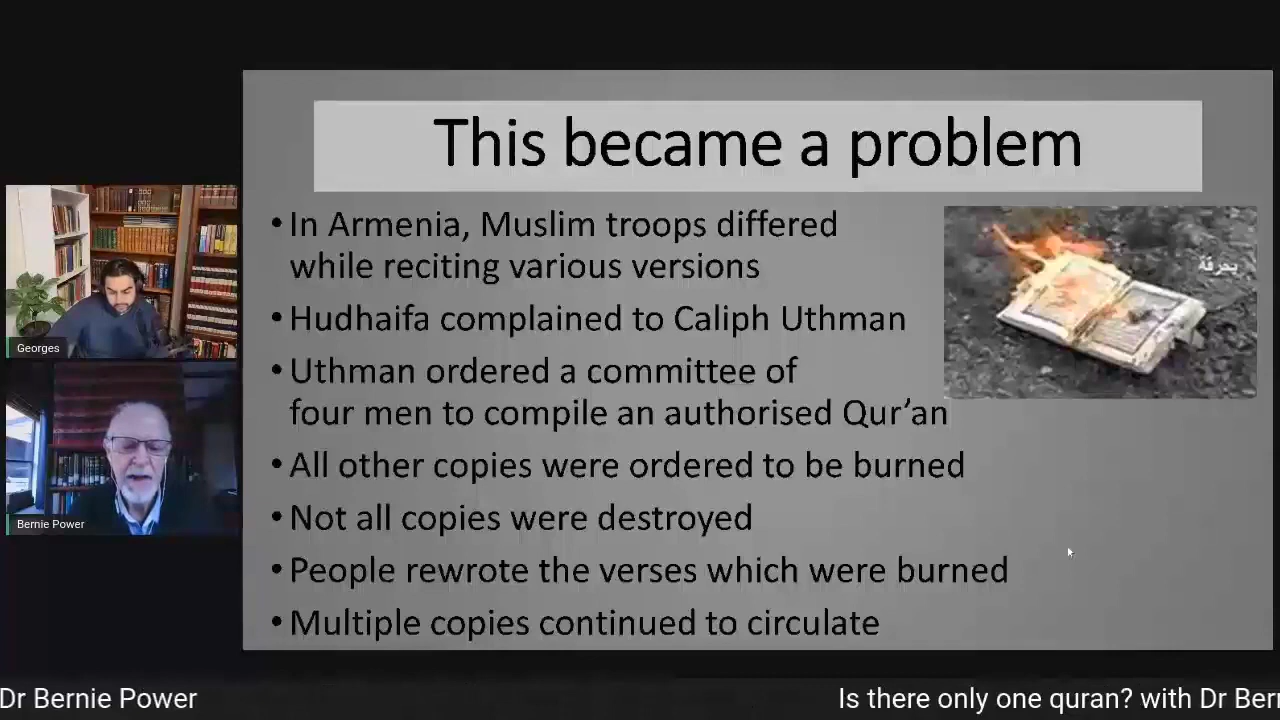 This became a problem
• In Armenia, Muslim troops differed
while reciting various versions
• Hudhaifa complained to Caliph Uthman
• Uthman ordered a committee of
four men to compile an authorised Qur’an
• All other copies were ordered to be burned
• Not all copies were destroyed
• People rewrote the verses which were burned
• Multiple copies continued to circulate
يحرقة
Georges
Bernie Power
Dr Bernie Power
Is there only one quran? with Dr Ber